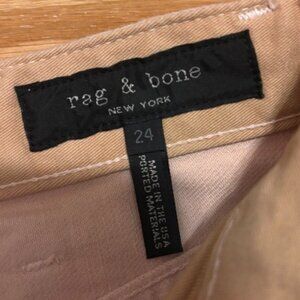 rag & bone
NEW YORK
24
MADE IN THE USA
PORTED MATERIALS